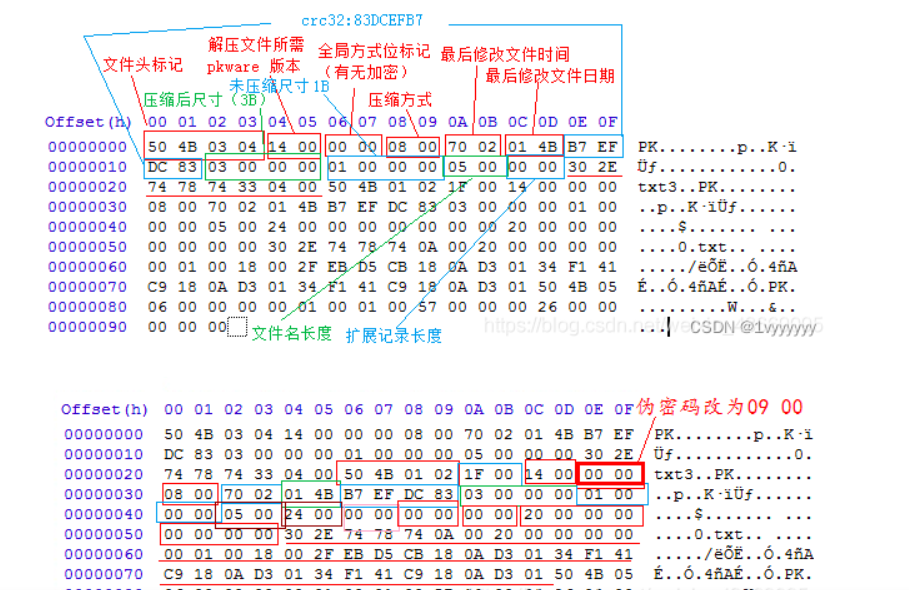 crc32:83DCEFB7
文件头标记
解压文件所需
pkware 版本
全局方式位标记
（有无加密）
最后修改文件时间
最后修改文件日期
未压缩尺寸1B
压缩后尺寸（3B）
压缩方式
Offset(h) 00 01 02 03 04 05 06 07 08 09 0A 0B 0C 0D 0E 0F
00000000 50 4B 03 04 14 00 00 00 08 00 70 02 01 4B B7 EF PK........p..K·ï
00000010 DC 83 03 00 00 00 01 00 00 00 05 00 00 00 30 2E Üƒ............0.
00000020 74 78 74 33 04 00 50 4B 01 02 1F 00 14 00 00 00 txt3..PK........
00000030 08 00 70 02 01 4B B7 EF DC 83 03 00 00 00 01 00 ..p..K·ïÜƒ......
00000040 00 00 05 00 24 00 00 00 00 00 00 00 20 00 00 00 ....$....... ...
00000050 00 00 00 00 30 2E 74 78 74 0A 00 20 00 00 00 00 ....0.txt.. ....
00000060 00 01 00 18 00 2F EB D5 CB 18 0A D3 01 34 F1 41 ...../ëÕË..Ó.4ñA
00000070 C9 18 0A D3 01 34 F1 41 C9 18 0A D3 01 50 4B 05 É..Ó.4ñAÉ..Ó.PK.
00000080 06 00 00 00 00 01 00 01 00 57 00 00 00 26 00 00 .........W...&..
00000090 00 00 00 ...
文件名长度
扩展记录长度
CSDN @1vyyyyyy
Offset(h) 00 01 02 03 04 05 06 07 08 09 0A 0B 0C 0D 0E 0F
伪密码改为09 00
00000000 50 4B 03 04 14 00 00 00 08 00 70 02 01 4B B7 EF PK........p..K·ï
00000010 DC 83 03 00 00 00 01 00 00 00 05 00 00 00 30 2E Üƒ............0.
00000020 74 78 74 33 04 00 50 4B 01 02 1F 00 14 00 00 00 txt3..PK........
00000030 08 00 70 02 01 4B B7 EF DC 83 03 00 00 00 01 00 ..p..K·ïÜƒ......
00000040 00 00 05 00 24 00 00 00 00 00 00 00 20 00 00 00 ....$....... ...
00000050 00 00 00 00 30 2E 74 78 74 0A 00 20 00 00 00 00 ....0.txt.. ....
00000060 00 01 00 18 00 2F EB D5 CB 18 0A D3 01 34 F1 41 ...../ëÕË..Ó.4ñA
00000070 C9 18 0A D3 01 34 F1 41 C9 18 0A D3 01 50 4B 05 É..Ó.4ñAÉ..Ó.PK.